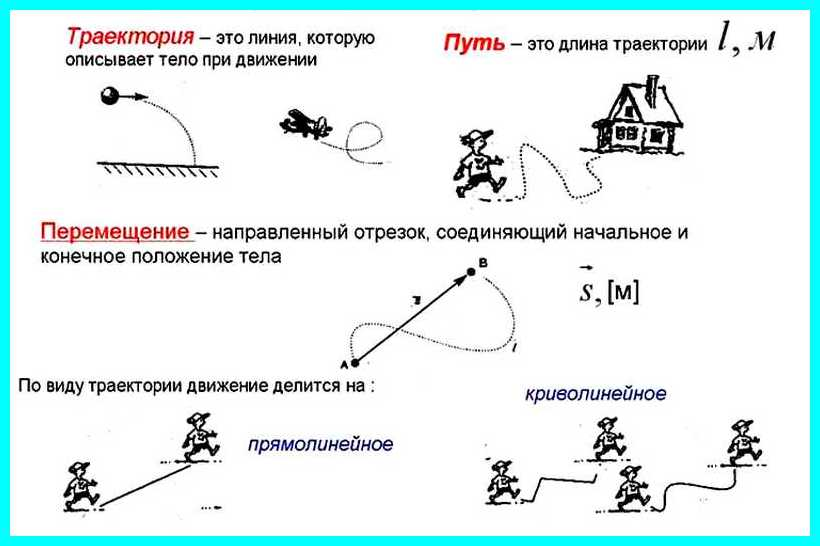 Траектория – это линия, которую
описывает тело при движении
Путь – это длина траектории l, м
Перемещение – направленный отрезок, соединяющий начальное и
конечное положение тела
B
s, [м]
A
l
По виду траектории движение делится на :
криволинейное
прямолинейное